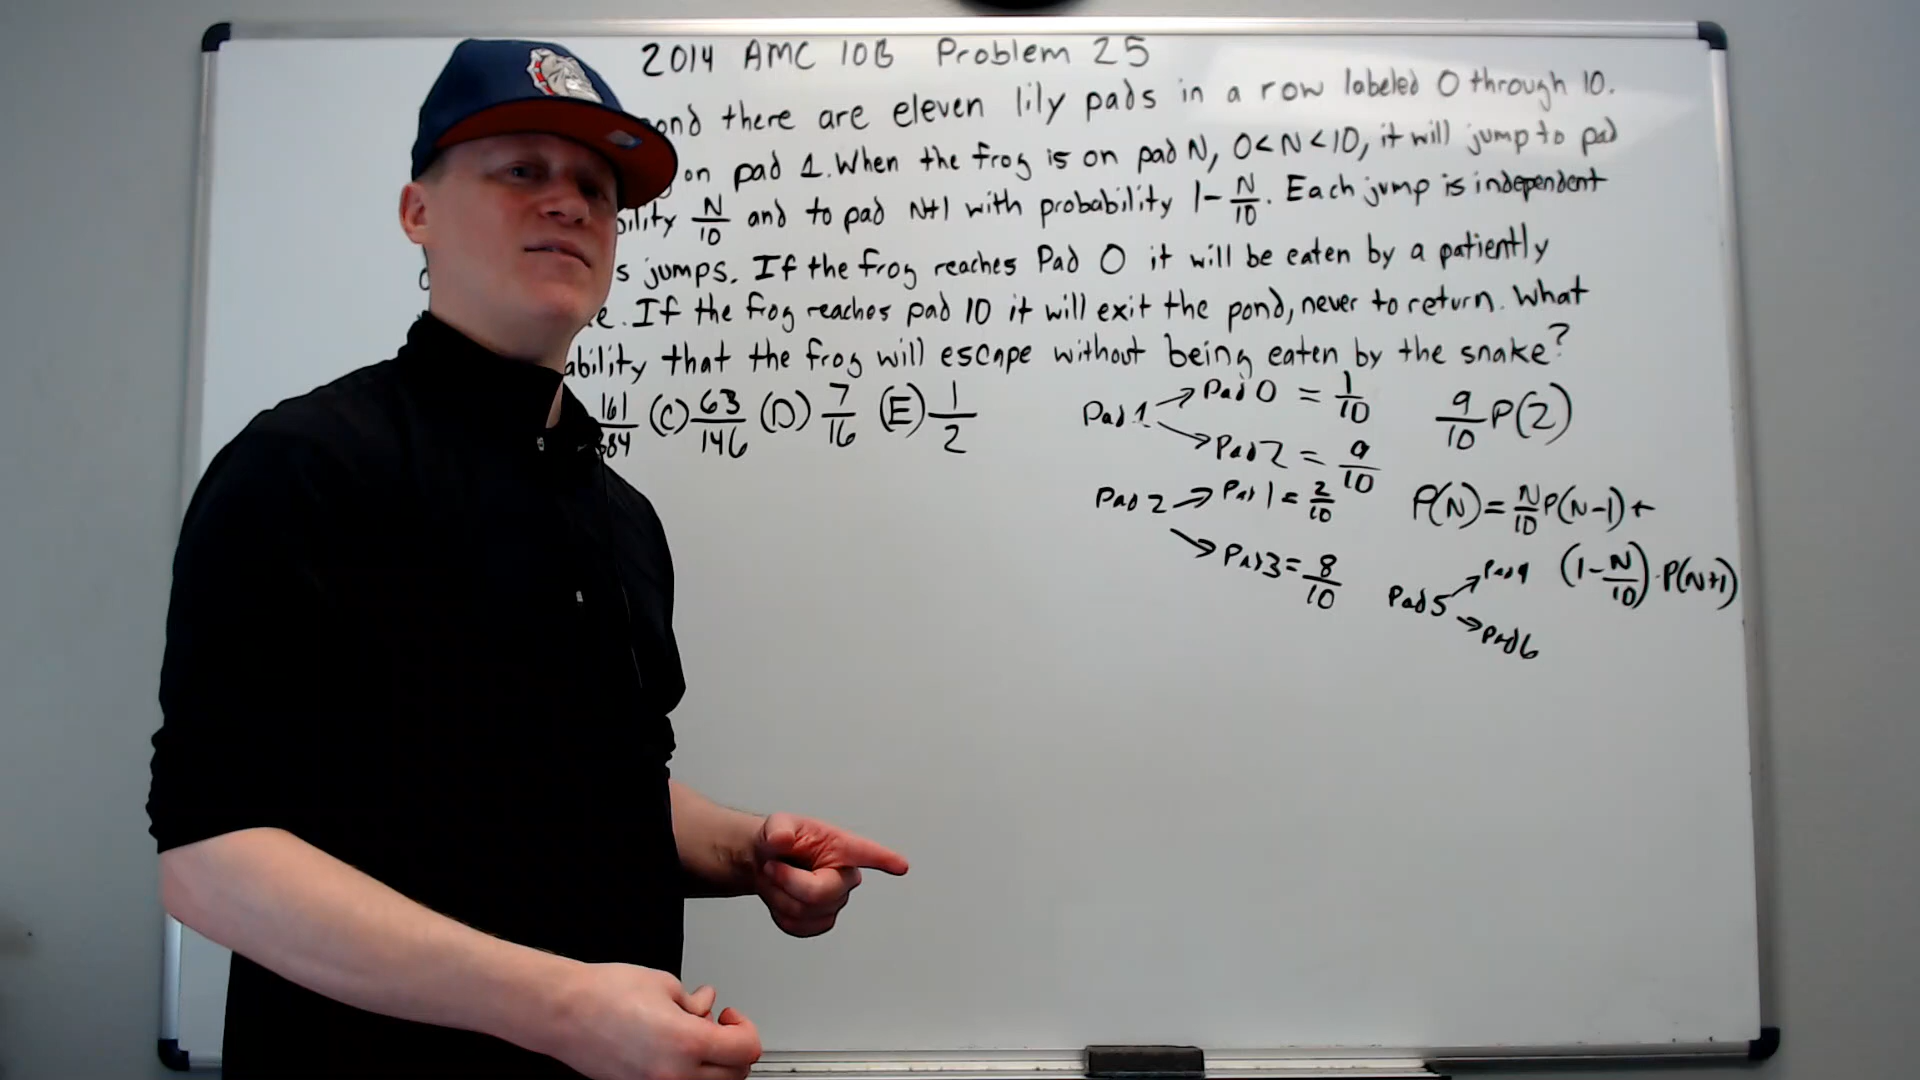 2014 AMC 10B Problem 25
there are eleven lily pads in a row labeled 0 through 10.
on pad 1. When the frog is on pad N, 0<N<10, it will jump to pad
N/10 and to pad N+1 with probability 1-N/10. Each jump is independent
s jumps. If the frog reaches Pad 0 it will be eaten by a patiently
e. If the frog reaches pad 10 it will exit the pond, never to return. What
ability that the frog will escape without being eaten by the snake?
(C) 63/146 (D) 7/16 (E) 1/2
Pad 1 → Pad 0 = 1/10
→ Pad 2 = 9/10
9/10 P(2)
Pad 2 → Pad 1 = 2/10
→ Pad 3 = 8/10
P(N) = N/10 P(N-1) +
(1-N/10)·P(N+1)
Pad 5 → Pad 4
→ Pad 6